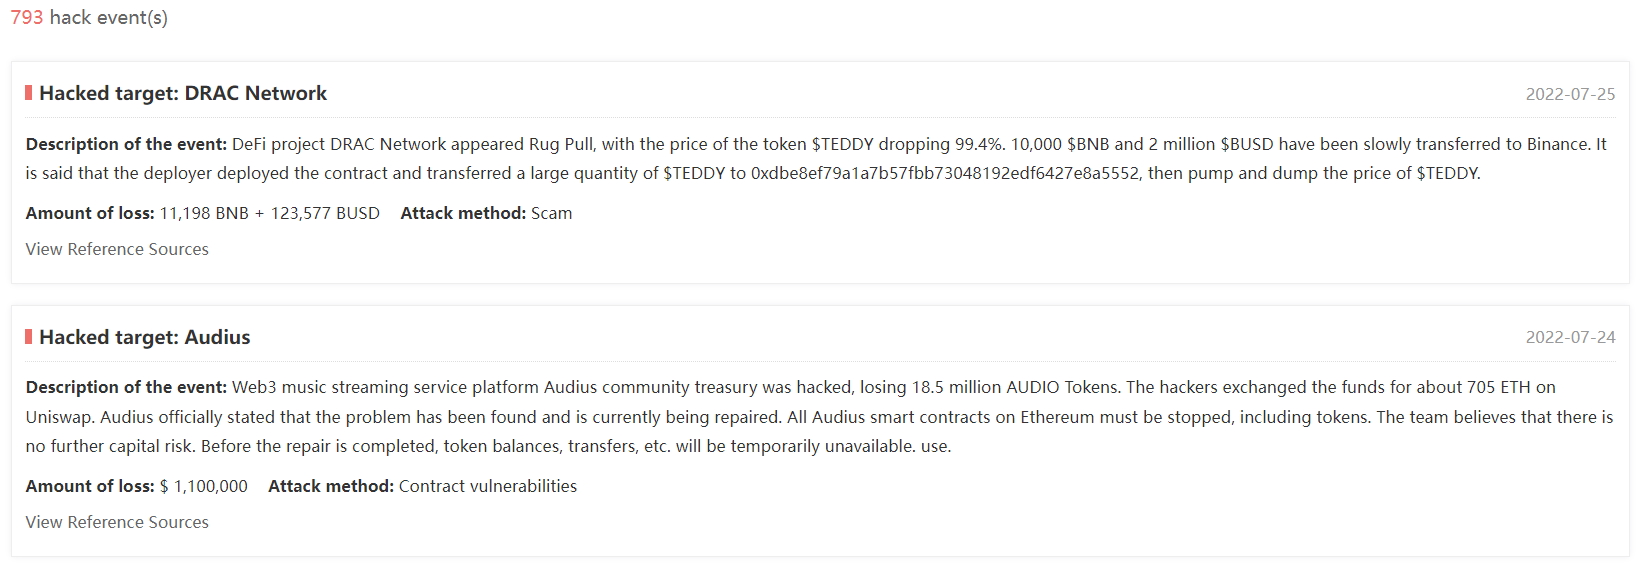 793 hack event(s)
Hacked target: DRAC Network
2022-07-25
Description of the event: DeFi project DRAC Network appeared Rug Pull, with the price of the token $TEDDY dropping 99.4%. 10,000 $BNB and 2 million $BUSD have been slowly transferred to Binance. It
is said that the deployer deployed the contract and transferred a large quantity of $TEDDY to 0xdbe8ef79a1a7b57fbb73048192edf6427e8a5552, then pump and dump the price of $TEDDY.
Amount of loss: 11,198 BNB + 123,577 BUSD Attack method: Scam
View Reference Sources
Hacked target: Audius
2022-07-24
Description of the event: Web3 music streaming service platform Audius community treasury was hacked, losing 18.5 million AUDIO Tokens. The hackers exchanged the funds for about 705 ETH on
Uniswap. Audius officially stated that the problem has been found and is currently being repaired. All Audius smart contracts on Ethereum must be stopped, including tokens. The team believes that there is
no further capital risk. Before the repair is completed, token balances, transfers, etc. will be temporarily unavailable. use.
Amount of loss: $ 1,100,000 Attack method: Contract vulnerabilities
View Reference Sources